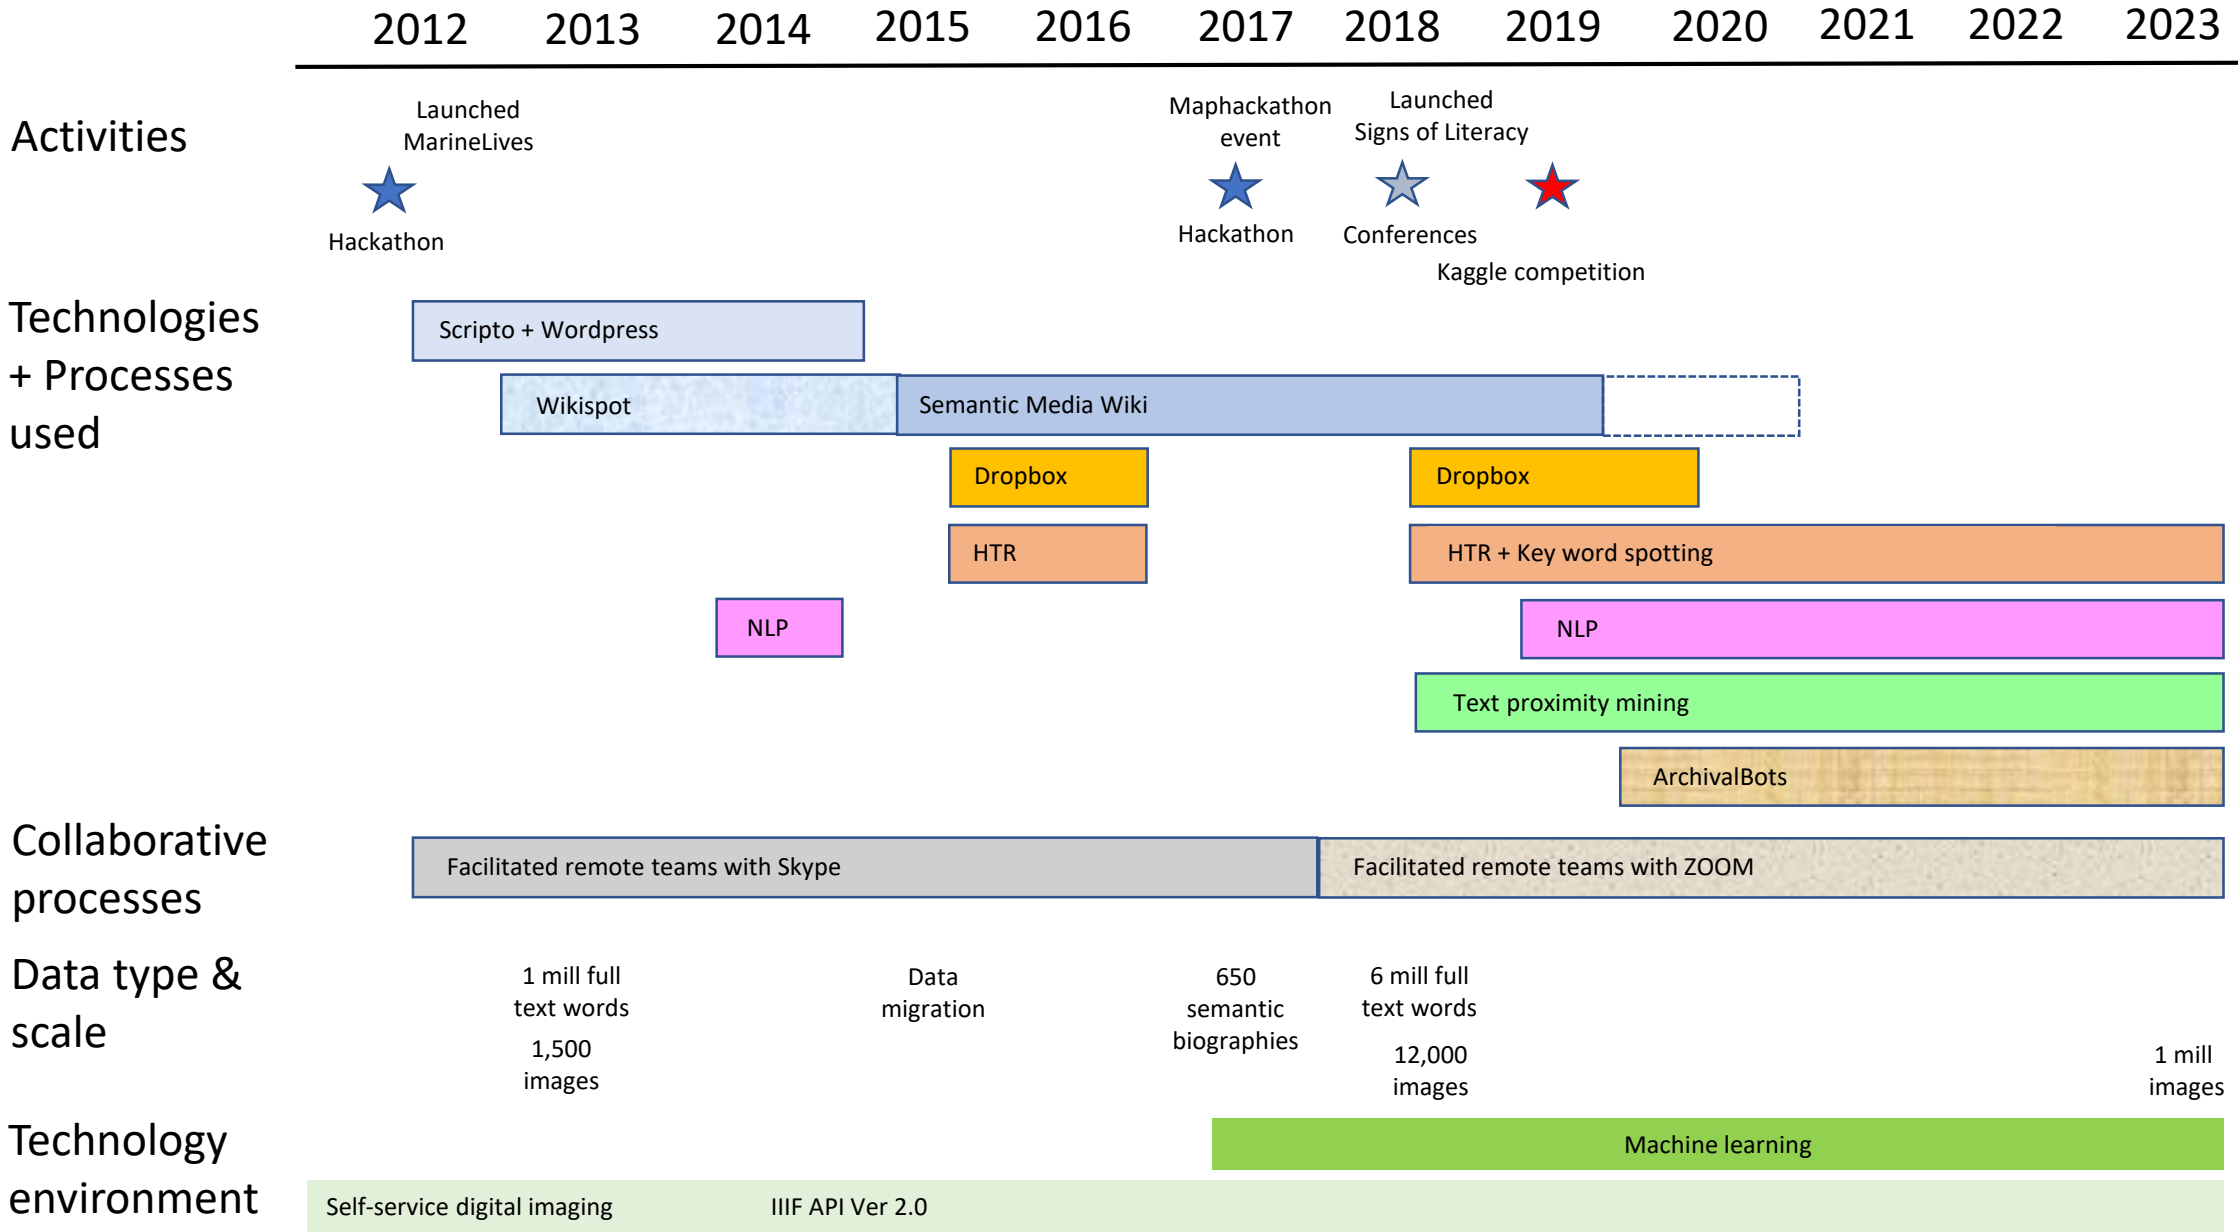 2012 2013 2014 2015 2016 2017 2018 2019 2020 2021 2022 2023
Activities
Launched
MarineLives
Hackathon
Maphackathon
event
Hackathon
Launched
Signs of Literacy
Conferences
Kaggle competition
Technologies
+ Processes
used
Scripto + Wordpress
Wikispot
Semantic Media Wiki
Dropbox
Dropbox
HTR
HTR + Key word spotting
NLP
NLP
Text proximity mining
ArchivalBots
Collaborative
processes
Facilitated remote teams with Skype
Facilitated remote teams with ZOOM
Data type &
scale
1 mill full
text words
1,500
images
Data
migration
650
semantic
biographies
6 mill full
text words
12,000
images
1 mill
images
Technology
environment
Machine learning
Self-service digital imaging
IIIF API Ver 2.0